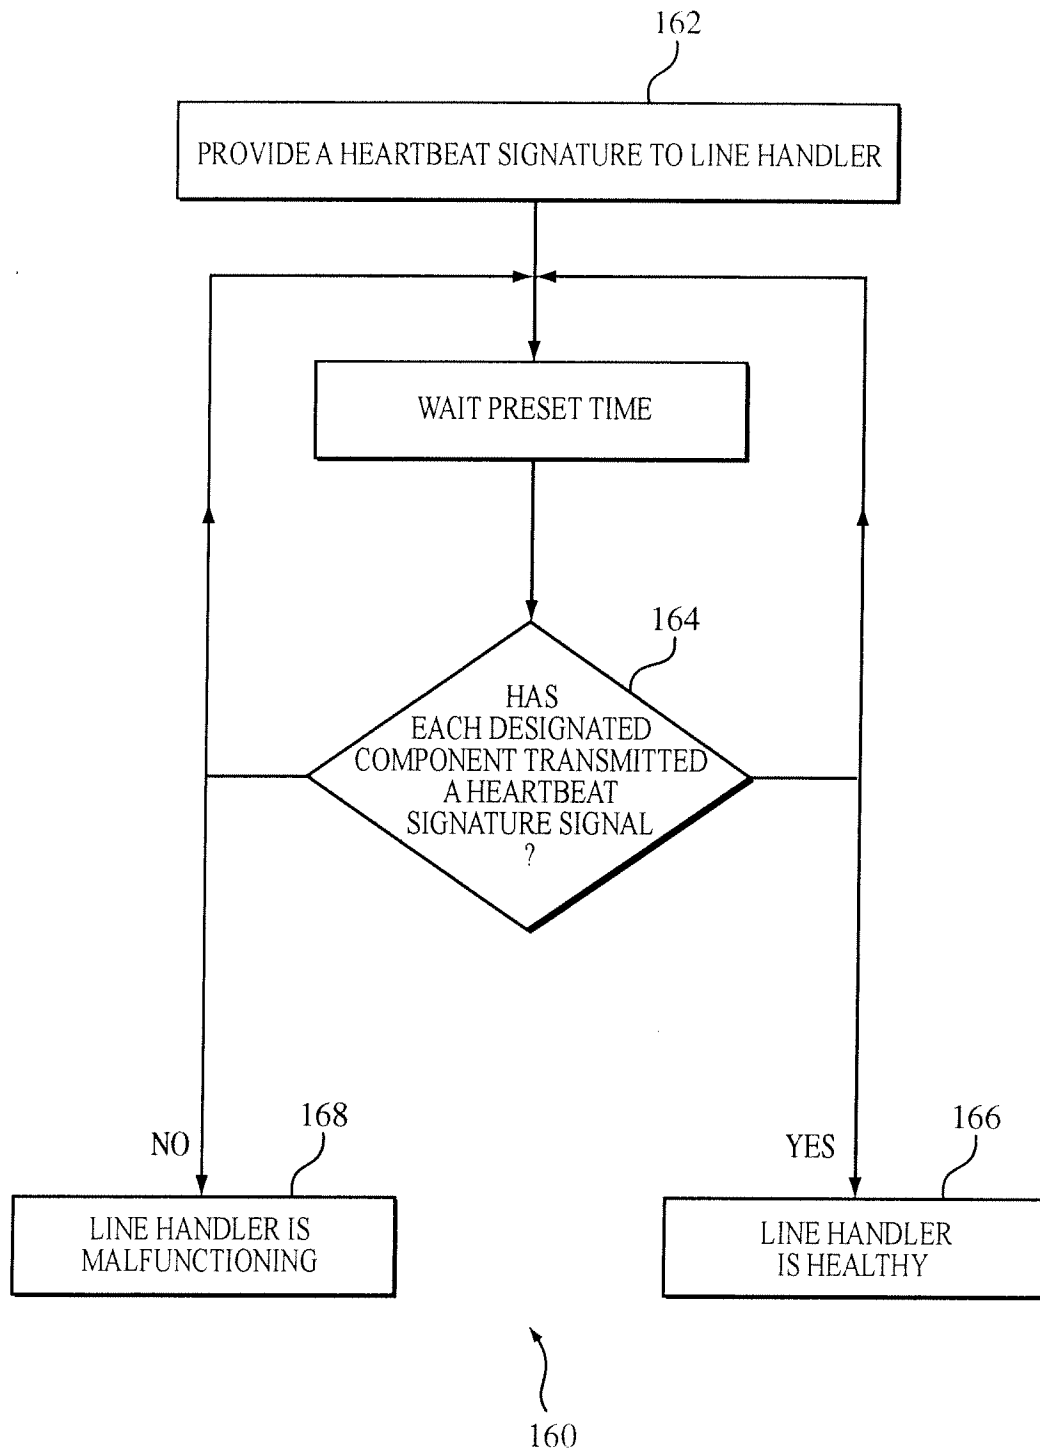 162
PROVIDE A HEARTBEAT SIGNATURE TO LINE HANDLER
WAIT PRESET TIME
164
HAS
EACH DESIGNATED
COMPONENT TRANSMITTED
A HEARTBEAT
SIGNATURE SIGNAL
?
NO
168
LINE HANDLER IS
MALFUNCTIONING
YES
166
LINE HANDLER
IS HEALTHY
160